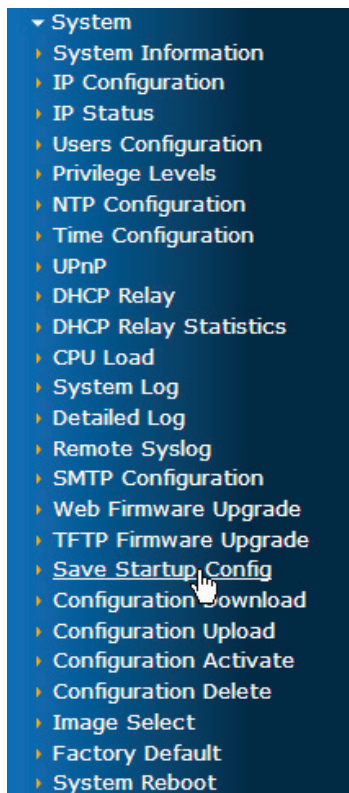 System
System Information
IP Configuration
IP Status
Users Configuration
Privilege Levels
NTP Configuration
Time Configuration
UPnP
DHCP Relay
DHCP Relay Statistics
CPU Load
System Log
Detailed Log
Remote Syslog
SMTP Configuration
Web Firmware Upgrade
TFTP Firmware Upgrade
Save Startup Config
Configuration Download
Configuration Upload
Configuration Activate
Configuration Delete
Image Select
Factory Default
System Reboot